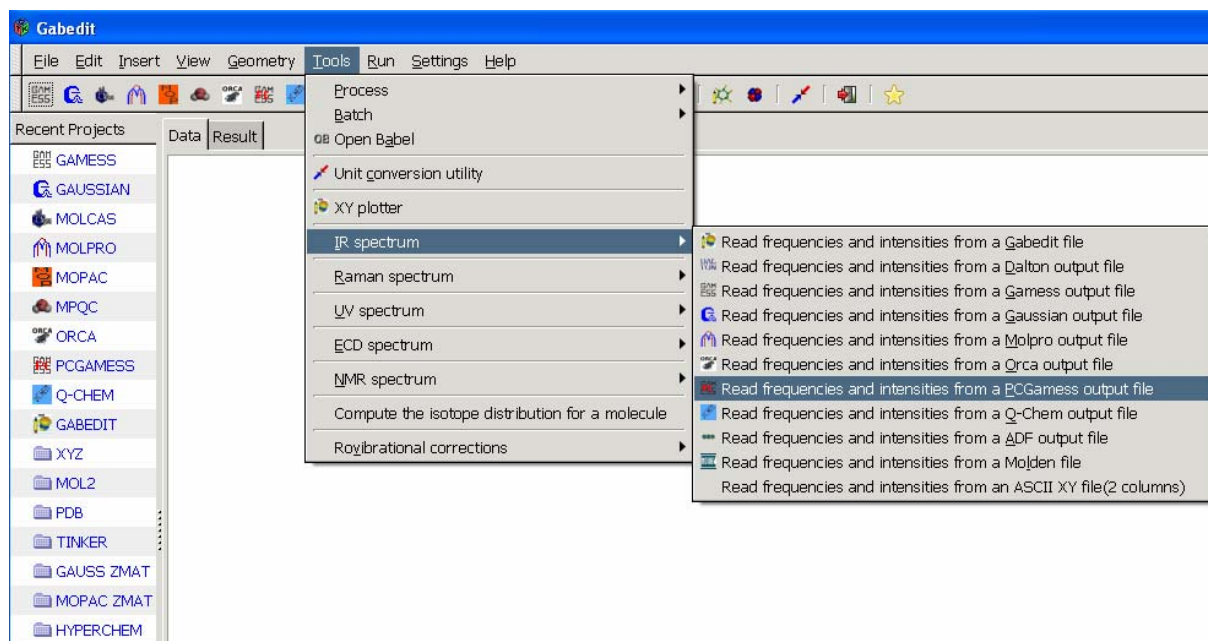 Gabedit
File Edit Insert View Geometry Tools Run Settings Help
Recent Projects
GAMESS
GAUSSIAN
MOLCAS
MOLPRO
MOPAC
MPQC
ORCA
PCGAMESS
Q-CHEM
GABEDIT
XYZ
MOL2
PDB
TINKER
GAUSS ZMAT
MOPAC ZMAT
HYPERCHEM
Data Result
Process
Batch
Open Babel
Unit conversion utility
XY plotter
IR spectrum
Raman spectrum
UV spectrum
ECD spectrum
NMR spectrum
Compute the isotope distribution for a molecule
Rovibrational corrections
Read frequencies and intensities from a Gabedit file
Read frequencies and intensities from a Dalton output file
Read frequencies and intensities from a Gamess output file
Read frequencies and intensities from a Gaussian output file
Read frequencies and intensities from a Molpro output file
Read frequencies and intensities from a Orca output file
Read frequencies and intensities from a PCGamess output file
Read frequencies and intensities from a Q-Chem output file
Read frequencies and intensities from a ADF output file
Read frequencies and intensities from a Molden file
Read frequencies and intensities from an ASCII XY file(2 columns)